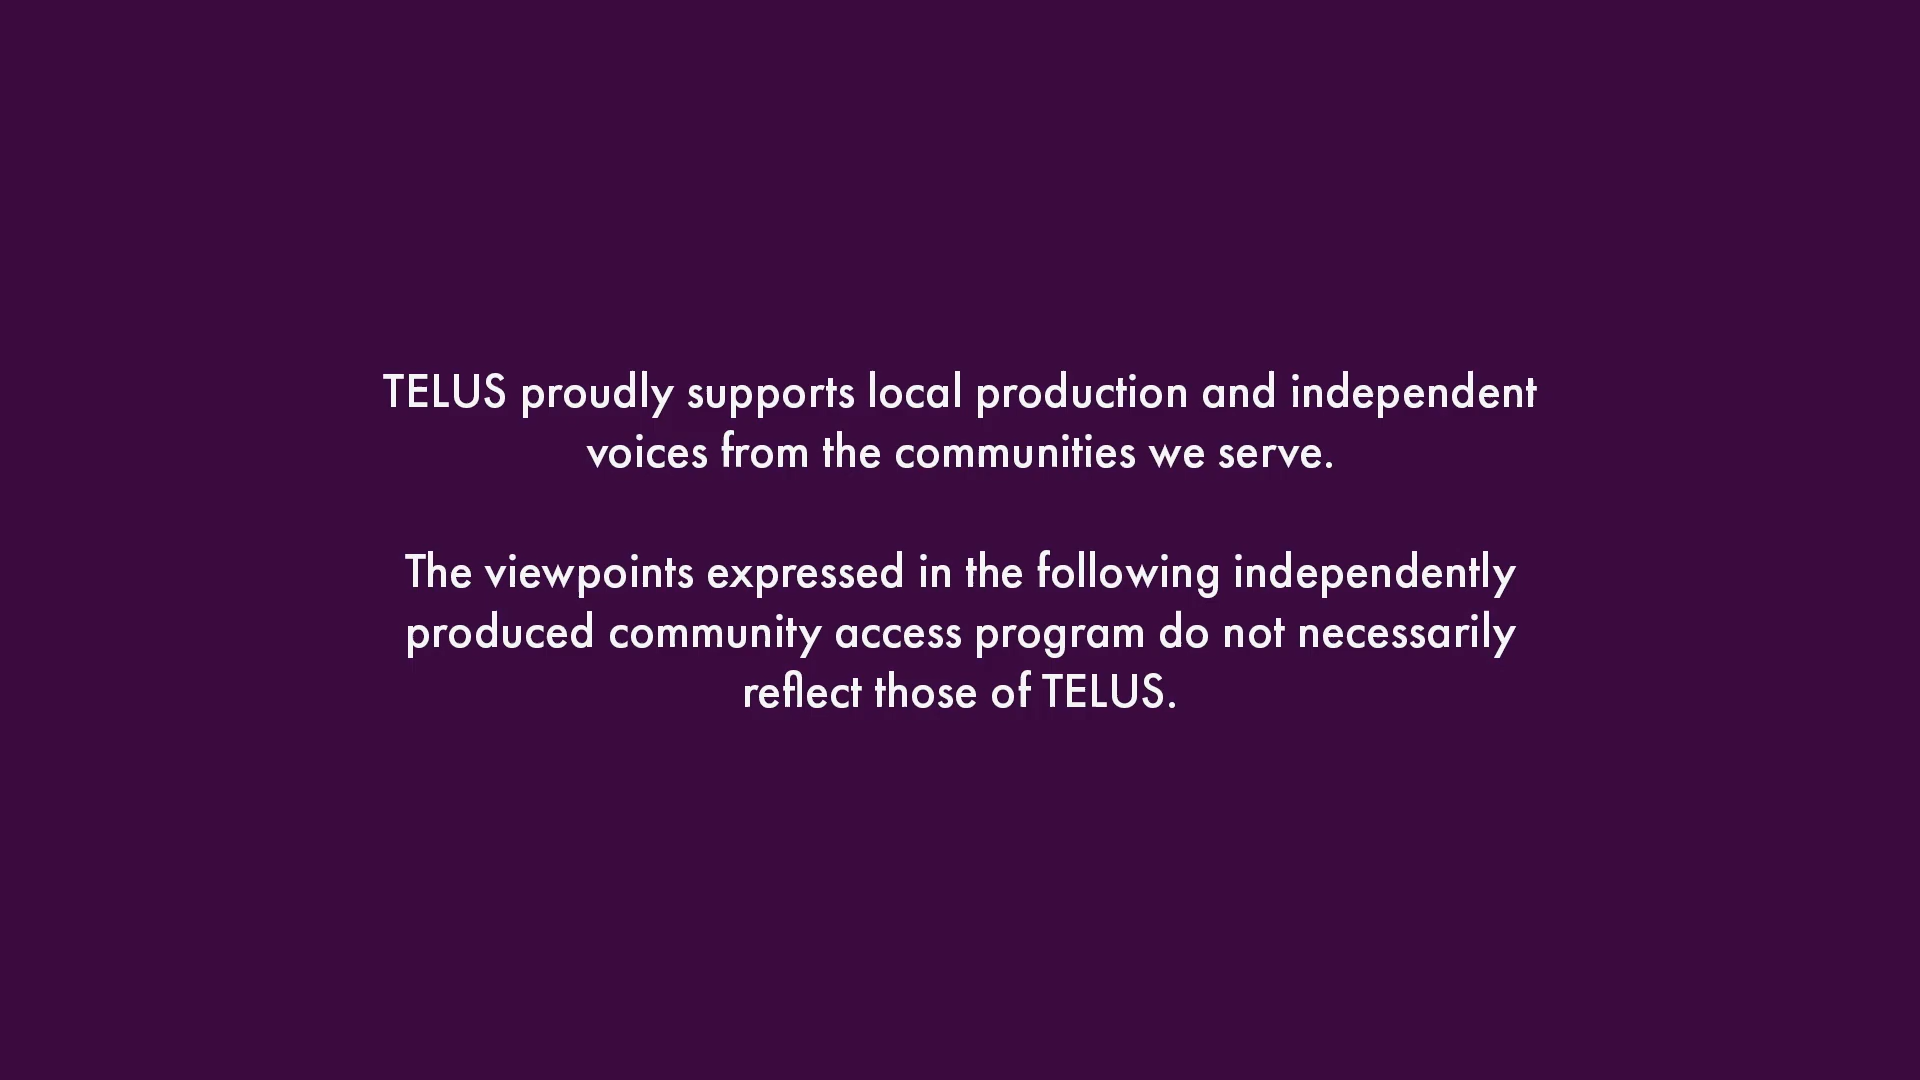 TELUS proudly supports local production and independent
voices from the communities we serve.
The viewpoints expressed in the following independently
produced community access program do not necessarily
reflect those of TELUS.